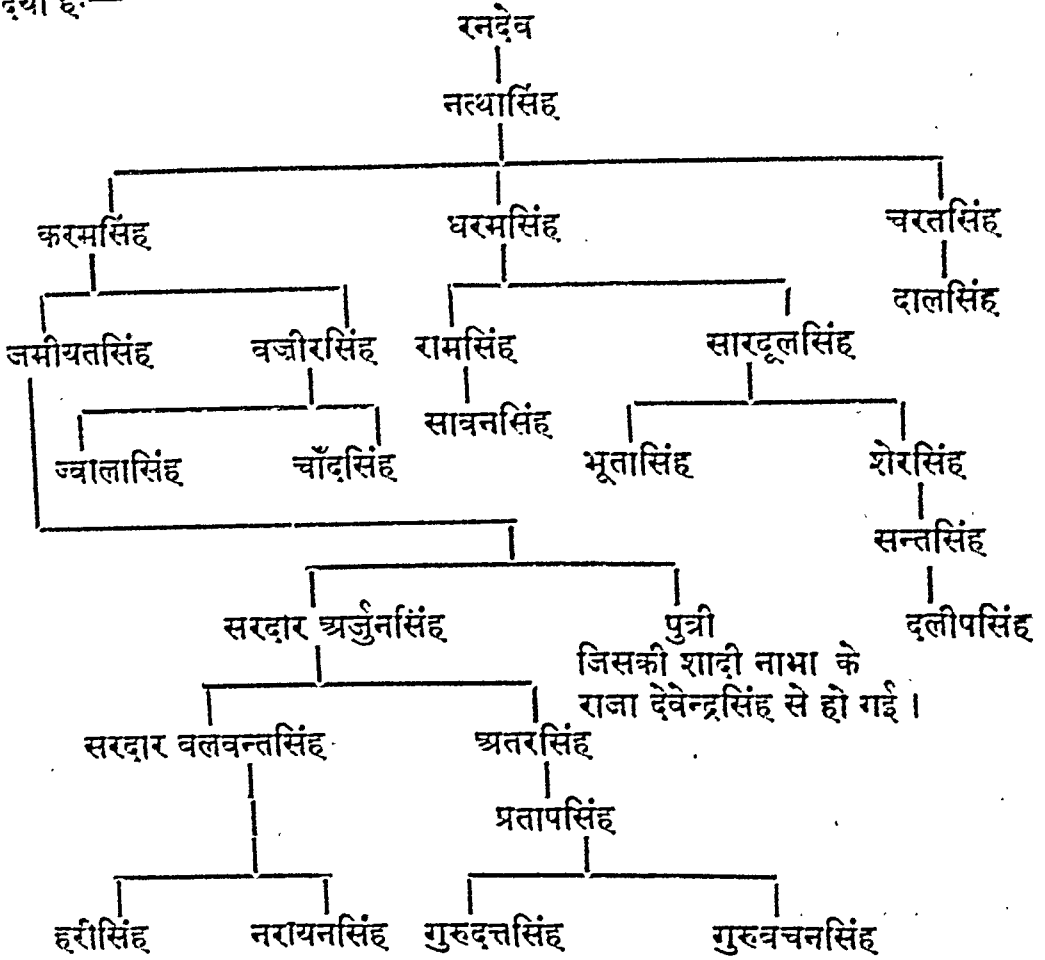 दिया है:—
रनदेव
नत्थासिंह
करमसिंह धरमसिंह चरतसिंह
दालसिंह
जमीयतसिंह वज़ीरसिंह रामसिंह सारदूलसिंह
सावनसिंह
ज्वालासिंह चाँदसिंह भूतासिंह शेरसिंह
सन्तसिंह
सरदार अर्जुनसिंह पुत्री दलीपसिंह
जिसकी शादी नाभा के
राजा देवेन्द्रसिंह से हो गई।
सरदार वलवन्तसिंह अतरसिंह
प्रतापसिंह
हरीसिंह नरायनसिंह गुरुदत्तसिंह गुरुवचनसिंह